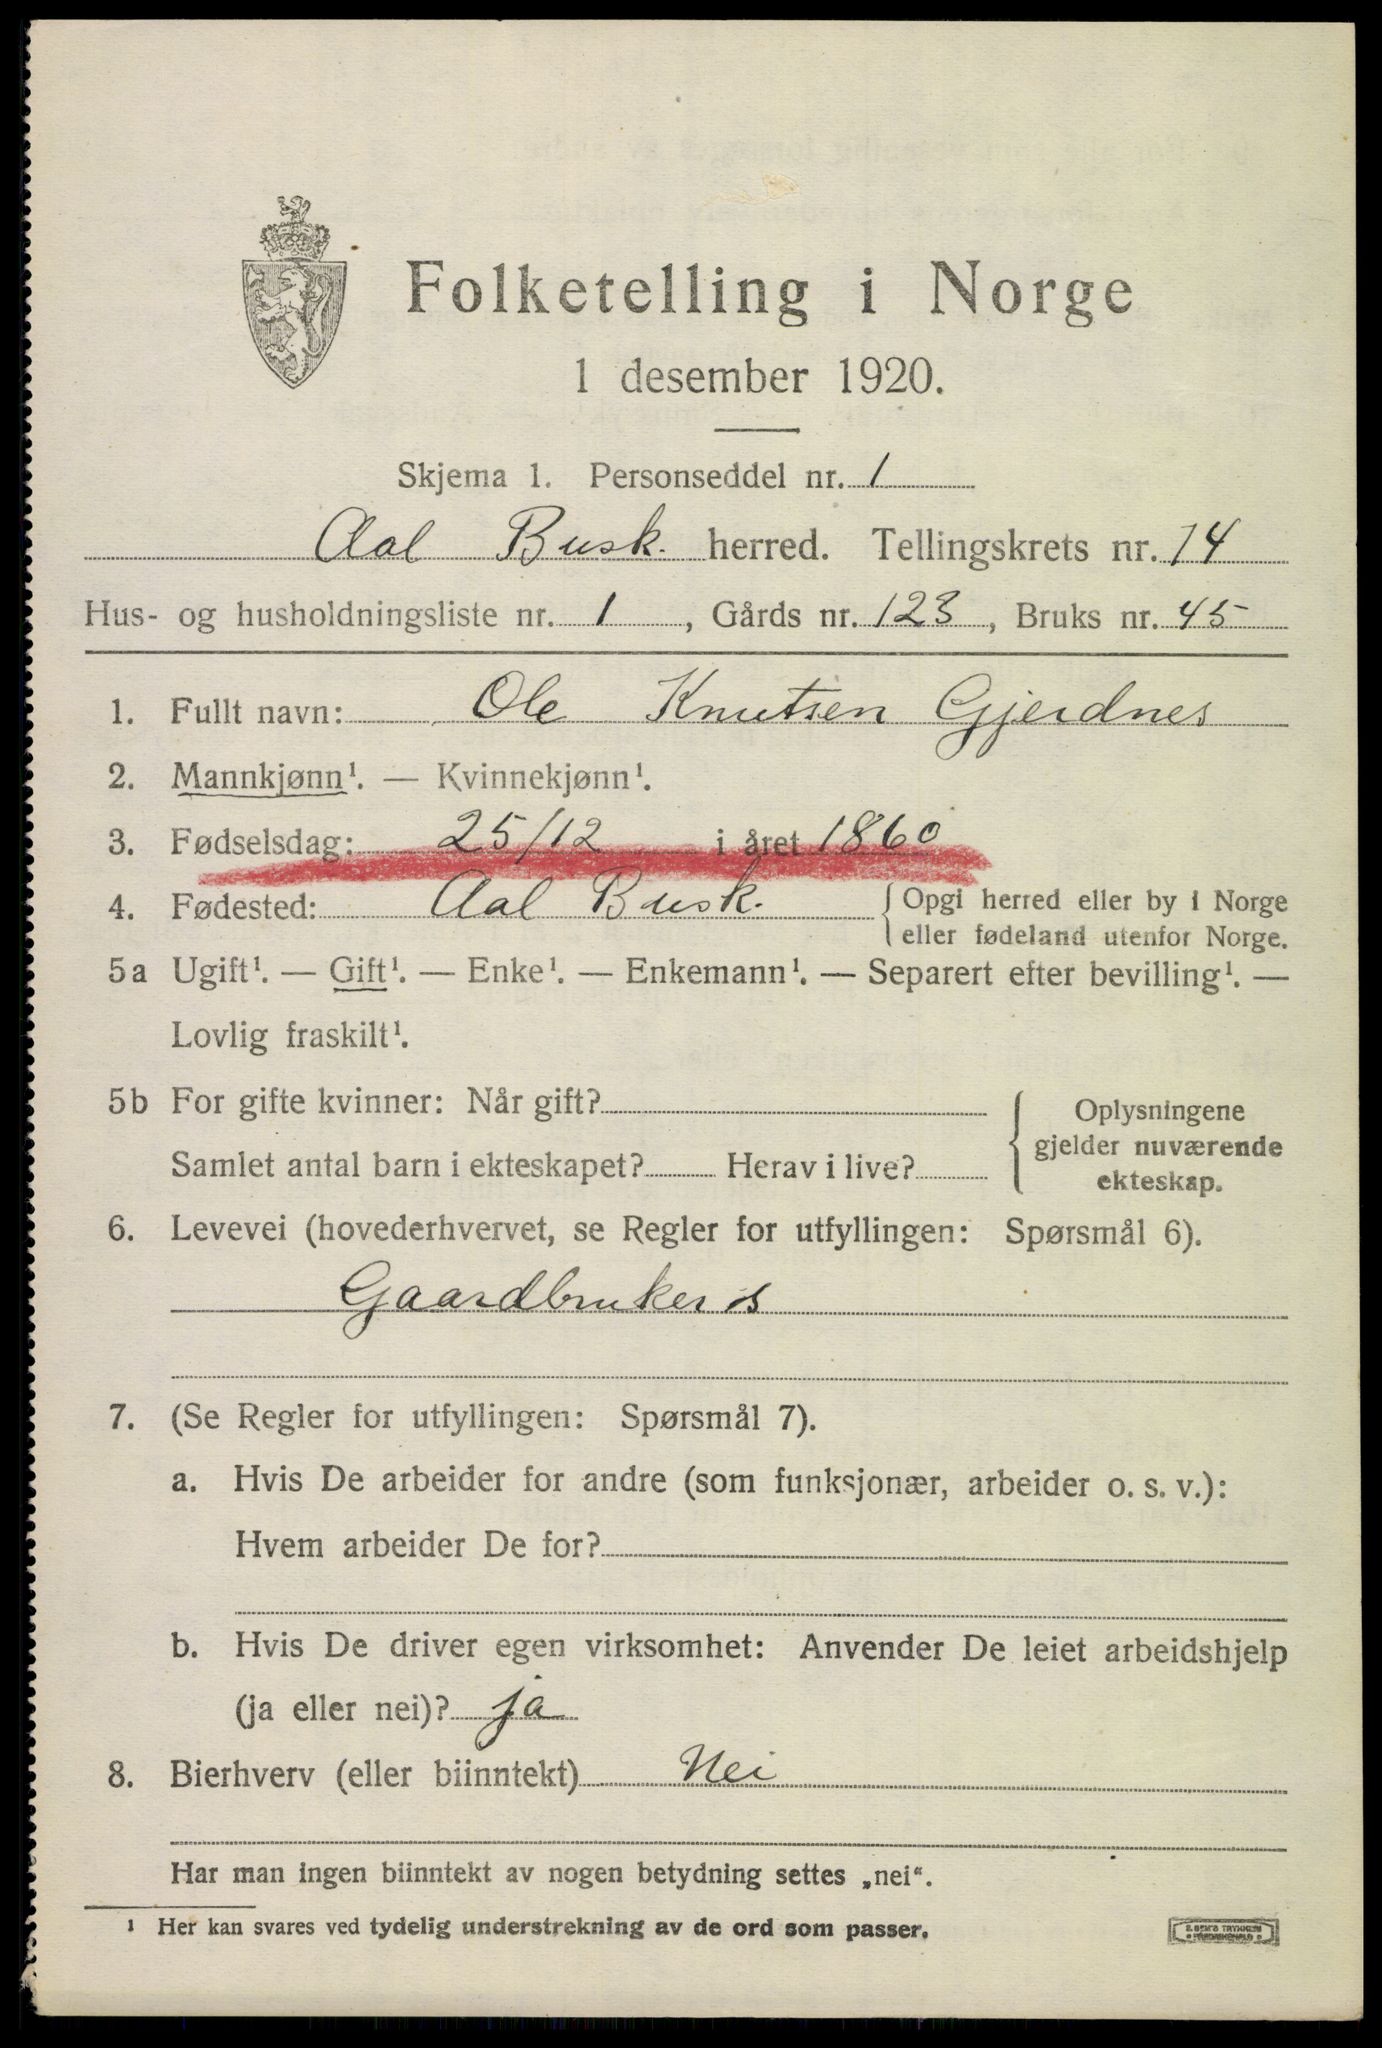 Folketelling i Norge
1 desember 1920.
Skjema 1. Personseddel nr. 1
Aal Busk. herred. Tellingskrets nr. 14
Hus- og husholdningsliste nr. 1, Gårds nr. 123, Bruks nr. 45
1. Fullt navn: Ole Knutsen Gjerdnes
2. Mannkjønn¹. — Kvinnekjønn¹.
3. Fødselsdag: 25/12 i året 1860
4. Fødested: Aal Busk. { Opgi herred eller by i Norge
eller fødeland utenfor Norge.
5a Ugift¹. — Gift¹. — Enke¹. — Enkemann¹. — Separert efter bevilling¹. —
Lovlig fraskilt¹.
5b For gifte kvinner: Når gift?
Samlet antal barn i ekteskapet? Herav i live?
Oplysningene
gjelder nuværende
ekteskap.
6. Levevei (hovederhvervet, se Regler for utfyllingen: Spørsmål 6).
Gaardbruker s
7. (Se Regler for utfyllingen: Spørsmål 7).
a. Hvis De arbeider for andre (som funksjonær, arbeider o. s. v.):
Hvem arbeider De for?
b. Hvis De driver egen virksomhet: Anvender De leiet arbeidshjelp
(ja eller nei)? ja
8. Bierhverv (eller biinntekt) Nei
Har man ingen biinntekt av nogen betydning settes „nei“.
¹ Her kan svares ved tydelig understrekning av de ord som passer.